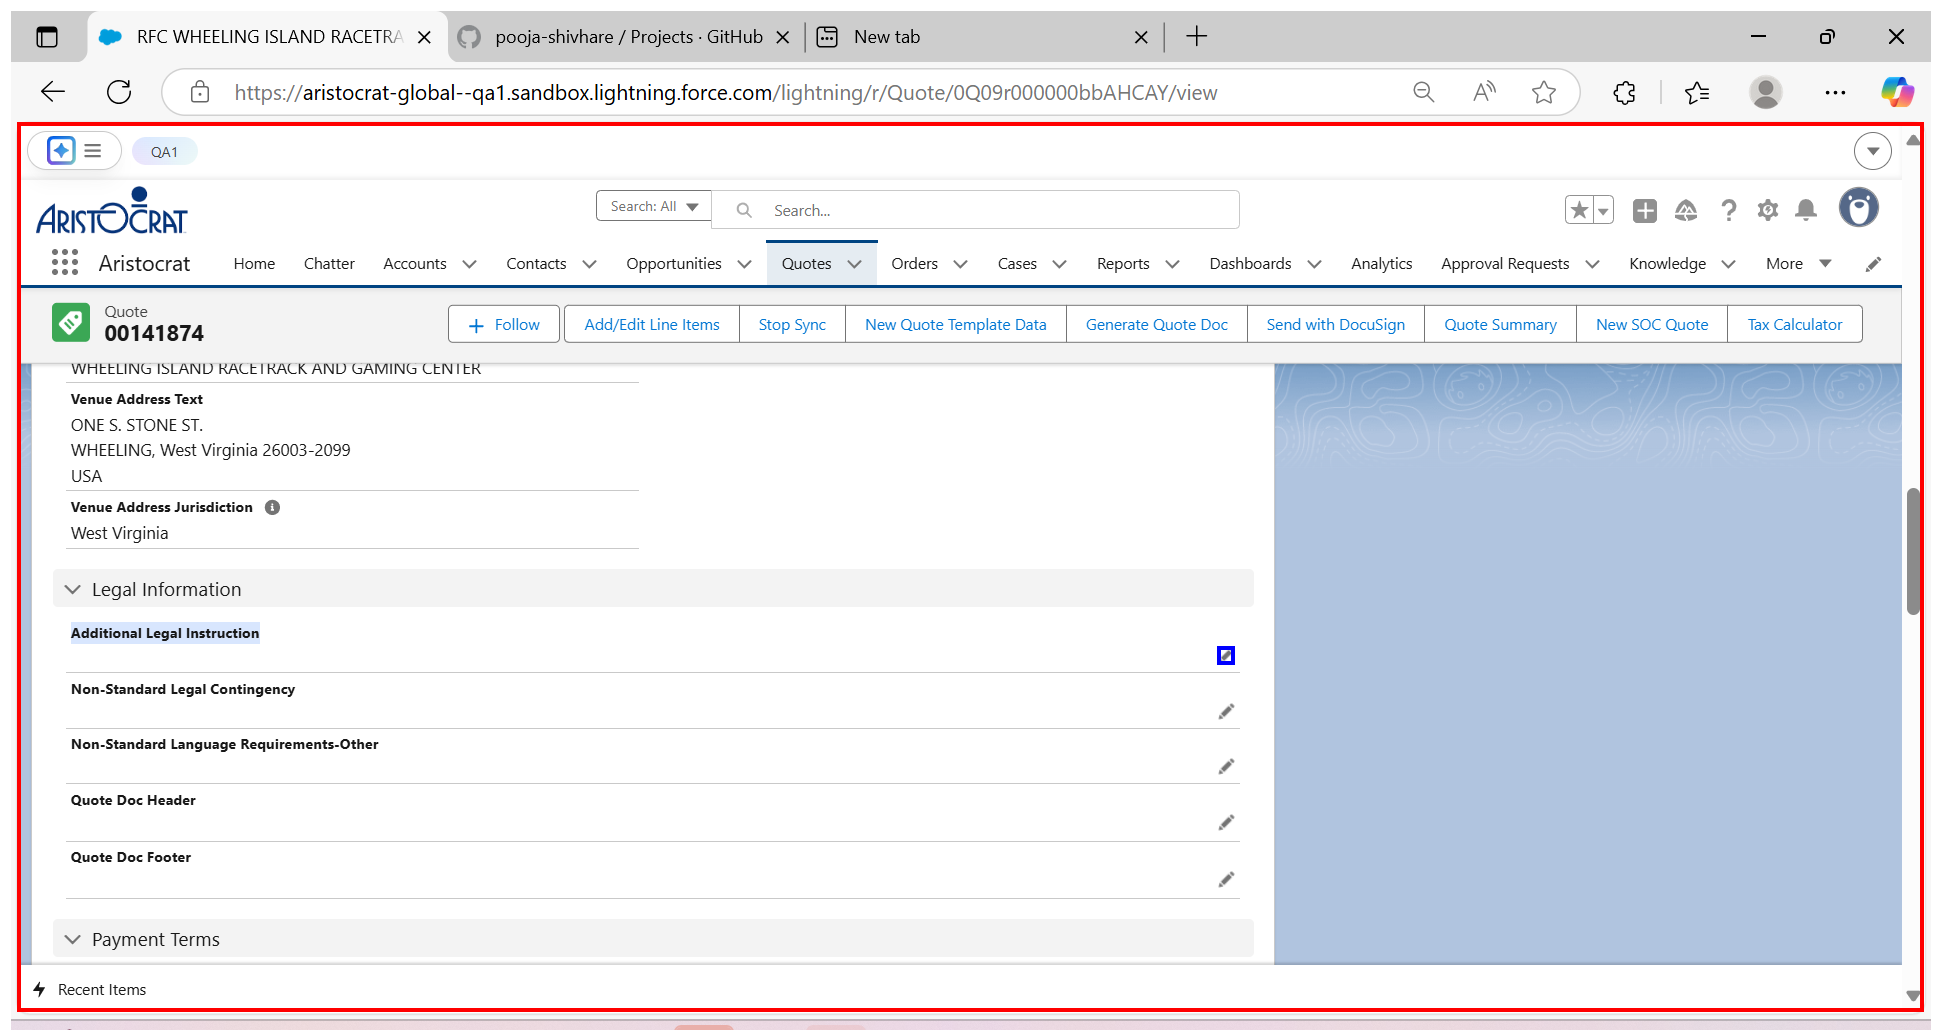 RFC WHEELING ISLAND RACETRA
pooja-shivhare / Projects · GitHub
New tab
https://aristocrat-global--qa1.sandbox.lightning.force.com/lightning/r/Quote/0Q09r000000bbAHCAY/view
QA1
ARISTOCRAT
Search: All
Search...
Aristocrat
Home
Chatter
Accounts
Contacts
Opportunities
Quotes
Orders
Cases
Reports
Dashboards
Analytics
Approval Requests
Knowledge
More
Quote
00141874
Follow
Add/Edit Line Items
Stop Sync
New Quote Template Data
Generate Quote Doc
Send with DocuSign
Quote Summary
New SOC Quote
Tax Calculator
WHEELING ISLAND RACETRACK AND GAMING CENTER
Venue Address Text
ONE S. STONE ST.
WHEELING, West Virginia 26003-2099
USA
Venue Address Jurisdiction
West Virginia
Legal Information
Additional Legal Instruction
Non-Standard Legal Contingency
Non-Standard Language Requirements-Other
Quote Doc Header
Quote Doc Footer
Payment Terms
Recent Items